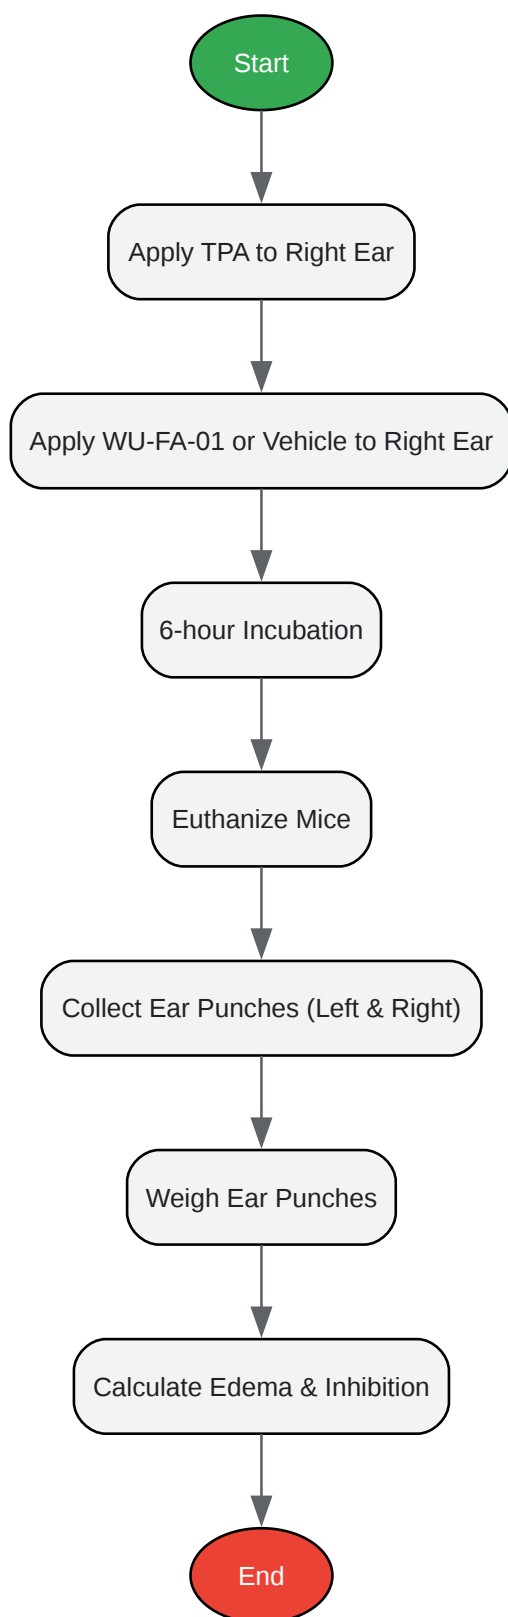 Start
Apply TPA to Right Ear
Apply WU-FA-01 or Vehicle to Right Ear
6-hour Incubation
Euthanize Mice
Collect Ear Punches (Left & Right)
Weigh Ear Punches
Calculate Edema & Inhibition
End